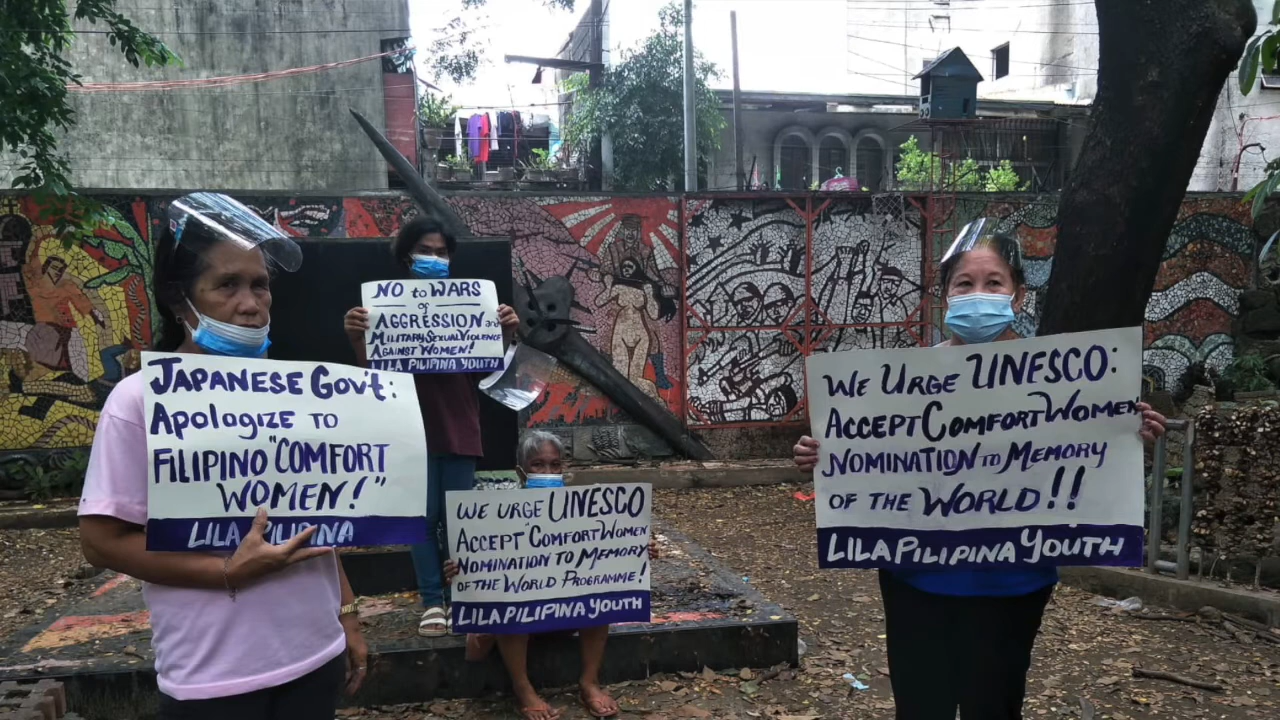 JAPANESE GOVT:
APOLOGIZE TO
FILIPINO "COMFORT
WOMEN!"
LILA PILIPINA
NO TO WARS
OF
AGGRESSION AND
MILITARY SEXUAL VIOLENCE
AGAINST WOMEN!
LILA PILIPINA YOUTH
WE URGE UNESCO
ACCEPT "COMFORT WOMEN
NOMINATION TO MEMORY
OF THE WORLD PROGRAMME!
LILA PILIPINA YOUTH
WE URGE UNESCO:
ACCEPT COMFORT WOMEN
NOMINATION TO MEMORY
OF THE WORLD!!
LILA PILIPINA YOUTH